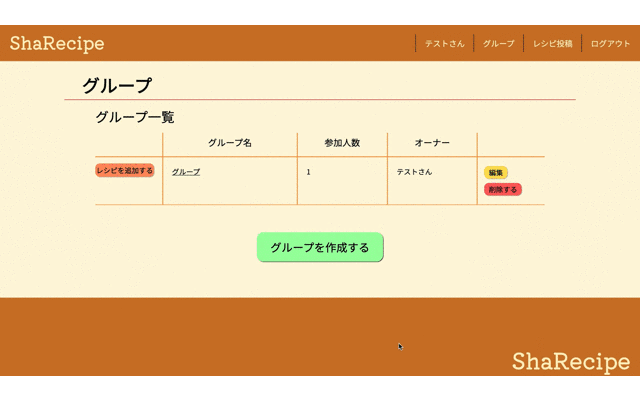 ShaRecipe
テストさん グループ レシピ投稿 ログアウト
グループ
グループ一覧
グループ名 参加人数 オーナー
レシピを追加する グループ 1 テストさん 編集
削除する
グループを作成する
ShaRecipe